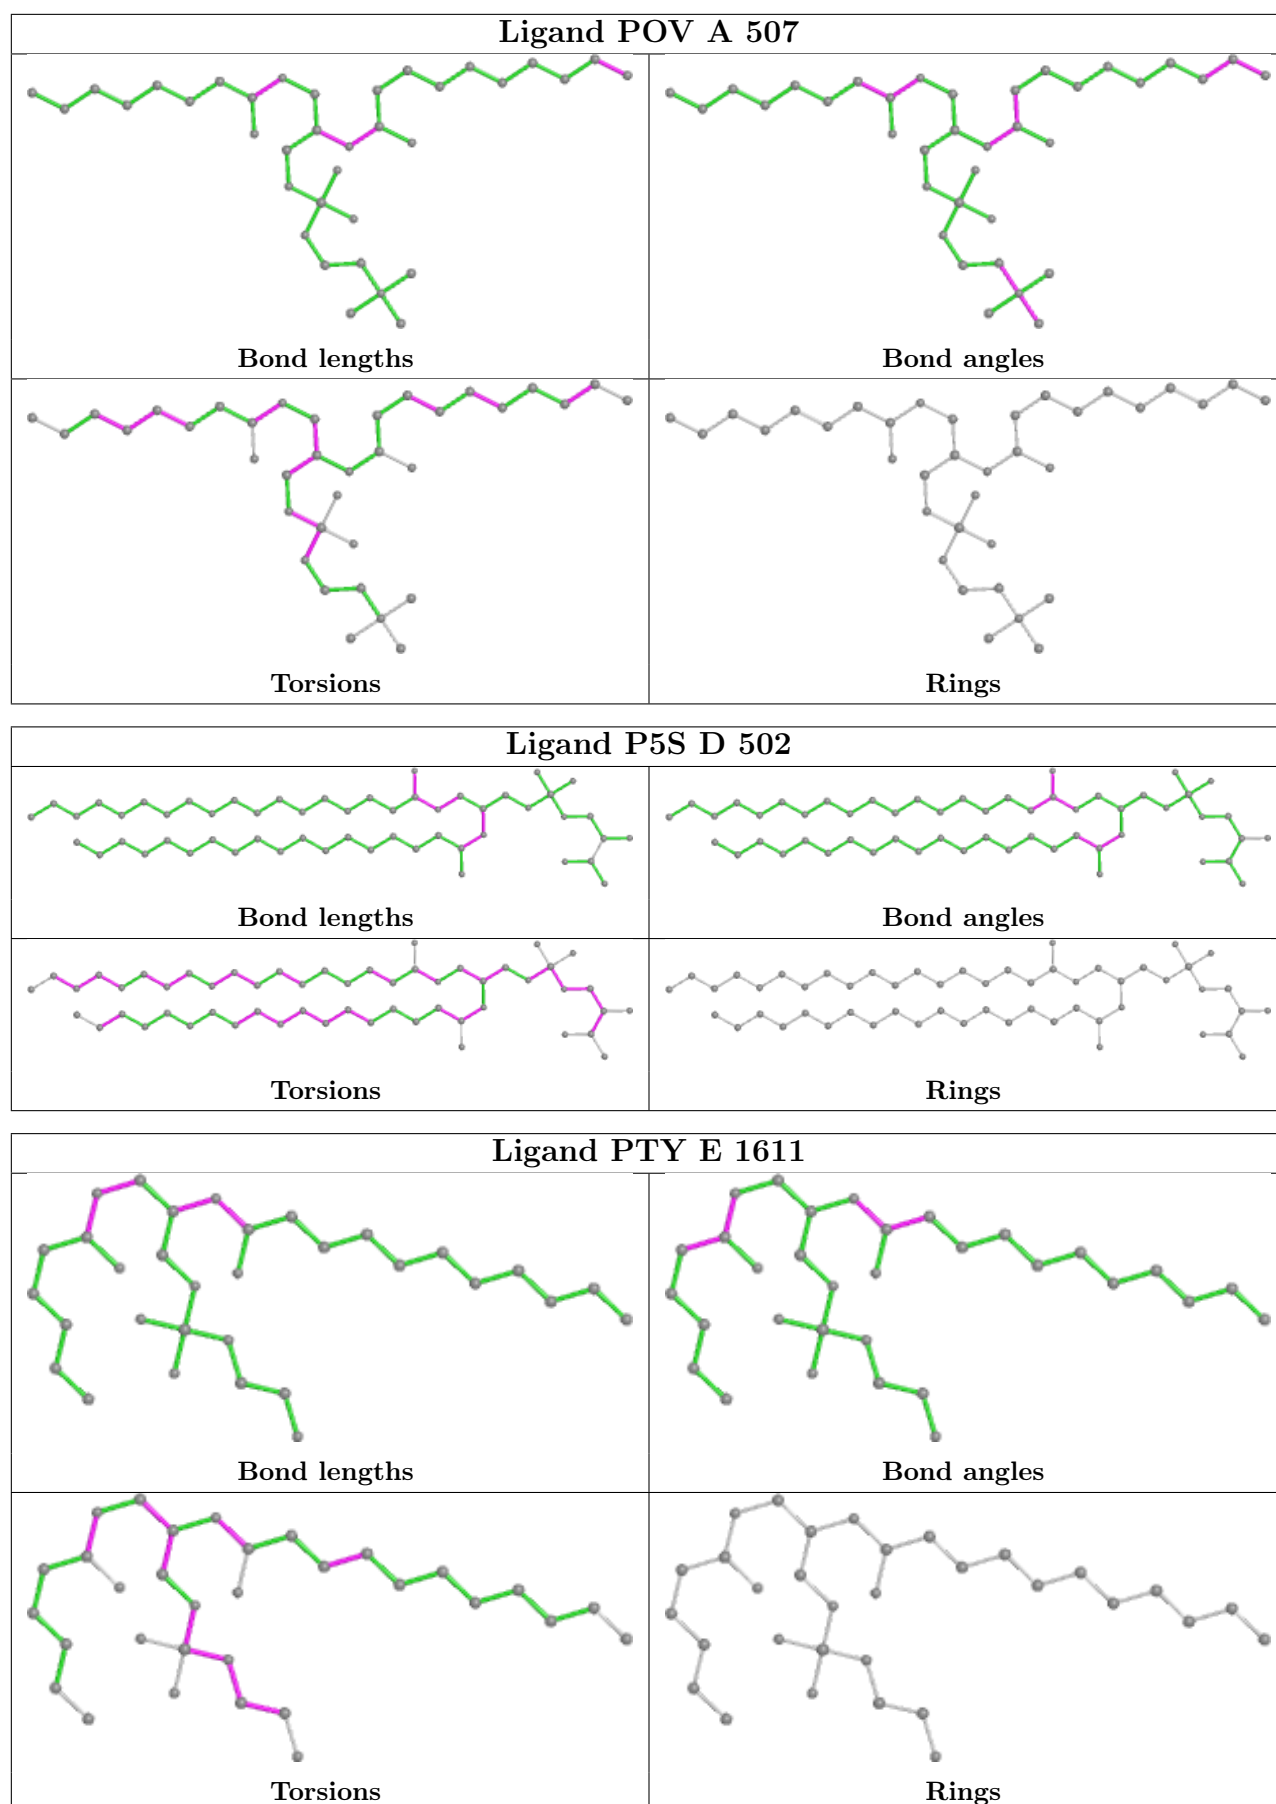 Ligand POV A 507
Bond lengths
Bond angles
Torsions
Rings
Ligand P5S D 502
Bond lengths
Bond angles
Torsions
Rings
Ligand PTY E 1611
Bond lengths
Bond angles
Torsions
Rings